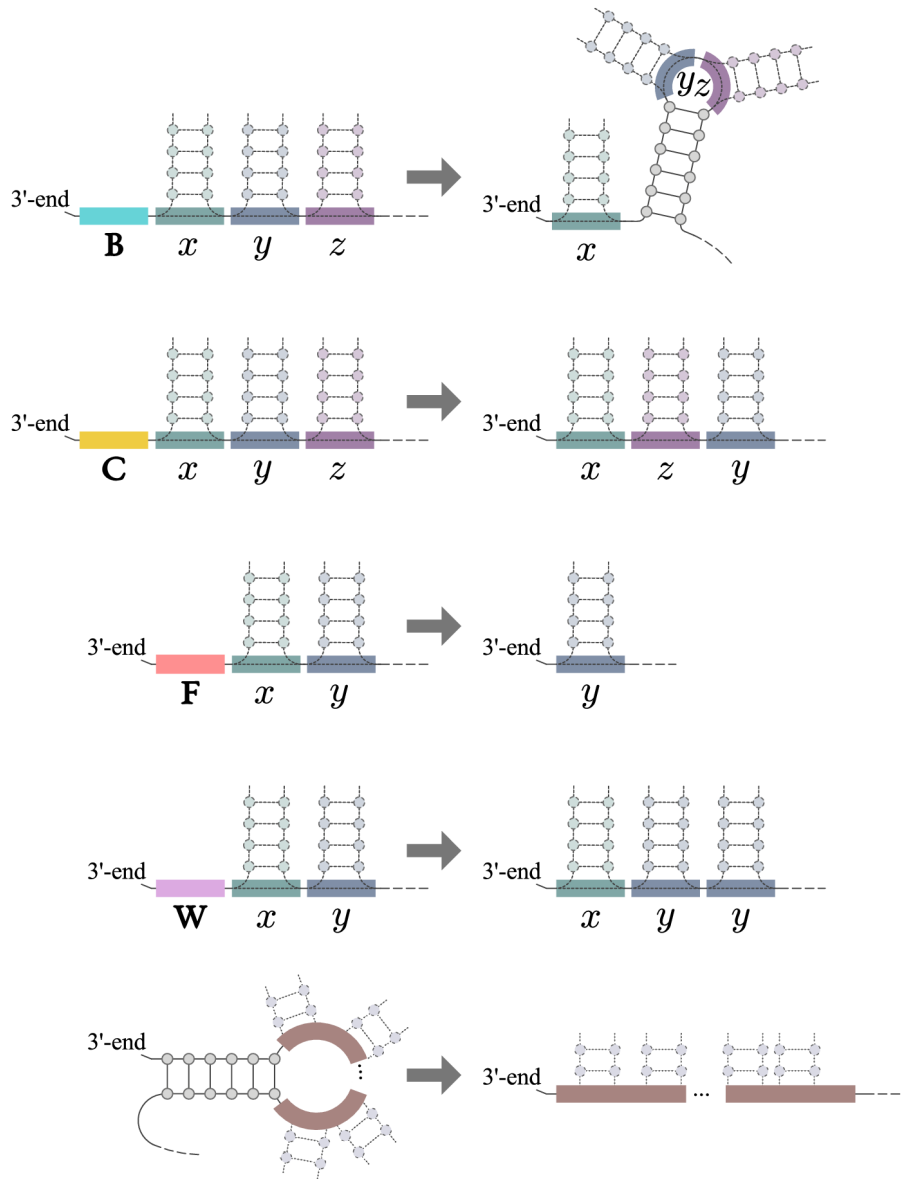 yz
3'-end
3'-end
B x y z
x
3'-end
3'-end
C x y z
x z y
3'-end
3'-end
F x y
y
3'-end
3'-end
W x y
x y y
3'-end
...
3'-end
...